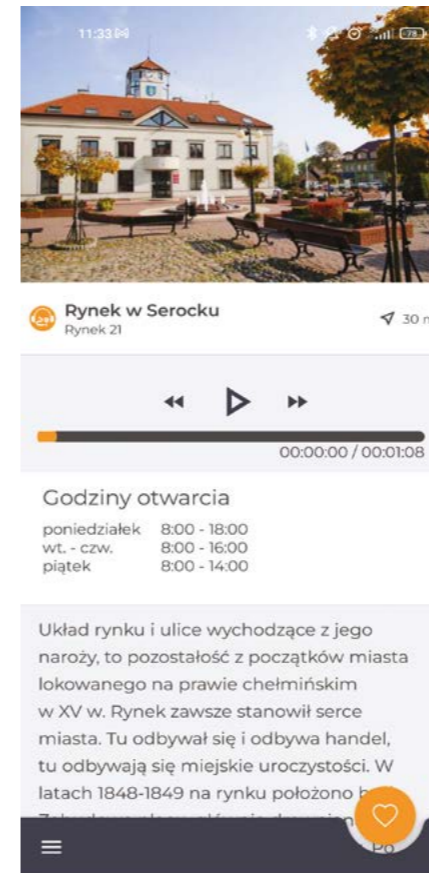 11:33
78
Rynek w Serocku
Rynek 21
30
00:00:00 / 00:01:08
Godziny otwarcia
poniedziałek 8:00 - 18:00
wt. - czw. 8:00 - 16:00
piątek 8:00 - 14:00
Układ rynku i ulice wychodzące z jego
naroży, to pozostałość z początków miasta
lokowanego na prawie chełmińskim
w XV w. Rynek zawsze stanowił serce
miasta. Tu odbywał się i odbywa handel,
tu odbywają się miejskie uroczystości. W
latach 1848-1849 na rynku położono
Po